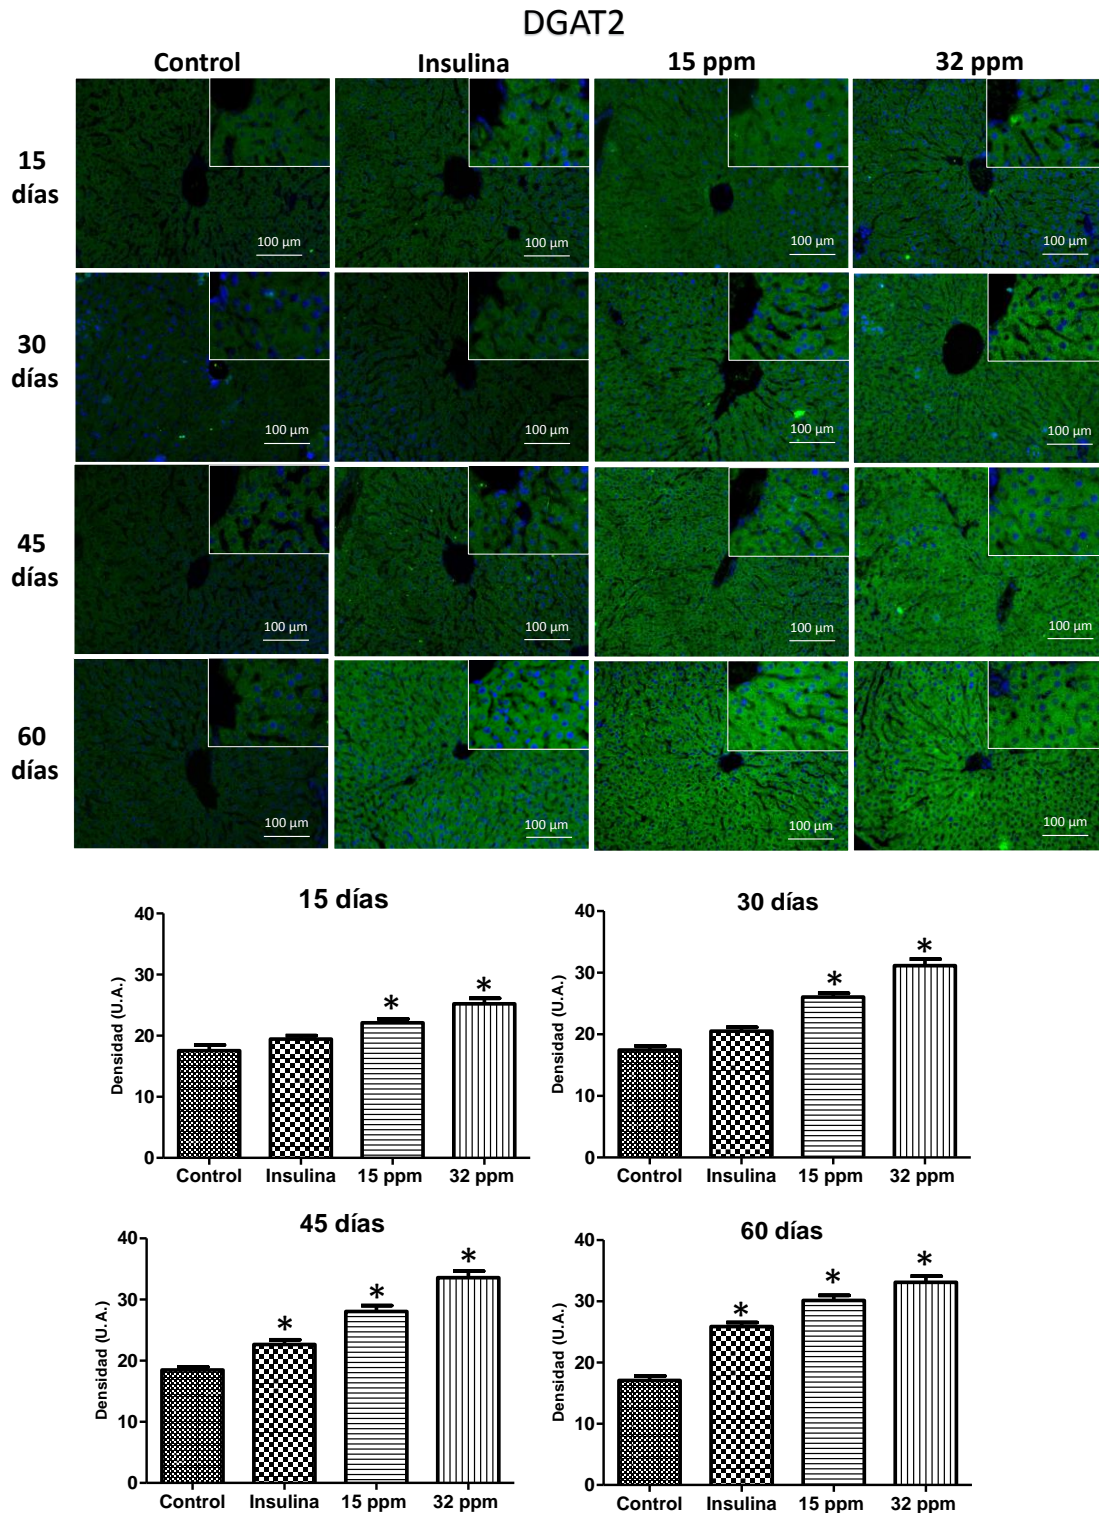 DGAT2
Control Insulina 15 ppm 32 ppm
15 días
100 µm 100 µm 100 µm 100 µm
30 días
100 µm 100 µm 100 µm 100 µm
45 días
100 µm 100 µm 100 µm 100 µm
60 días
100 µm 100 µm 100 µm 100 µm
15 días
Densidad (U.A.)
40
30
20
10
0
* *
Control Insulina 15 ppm 32 ppm
30 días
Densidad (U.A.)
40
30
20
10
0
* *
Control Insulina 15 ppm 32 ppm
45 días
Densidad (U.A.)
40
30
20
10
0
* * *
Control Insulina 15 ppm 32 ppm
60 días
Densidad (U.A.)
40
30
20
10
0
* * *
Control Insulina 15 ppm 32 ppm